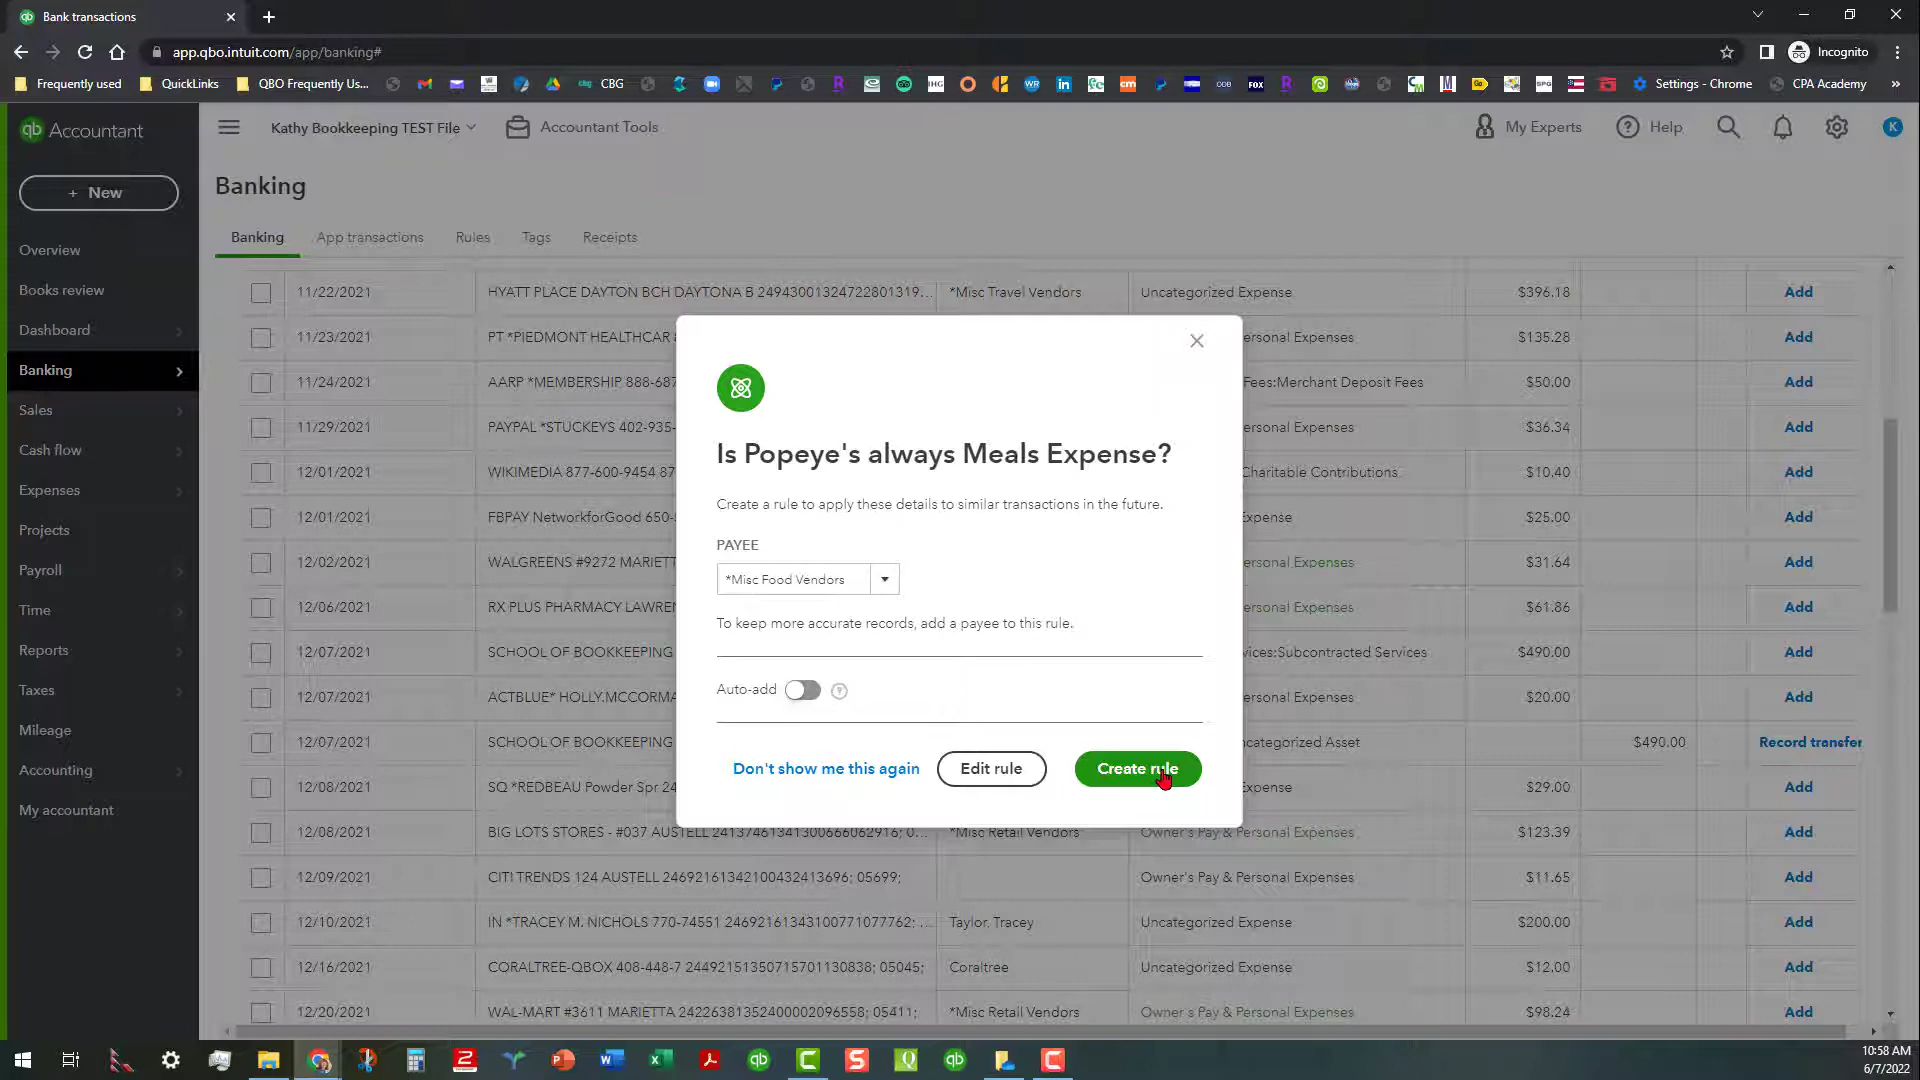 Bank transactions
app.qbo.intuit.com/app/banking#
Incognito
Frequently used
QuickLinks
QBO Frequently Us...
CBG
Settings - Chrome
CPA Academy
»
qb Accountant
Kathy Bookkeeping TEST File
Accountant Tools
My Experts
Help
K
+ New
Overview
Books review
Dashboard
Banking
Sales
Cash flow
Expenses
Projects
Payroll
Time
Reports
Taxes
Mileage
Accounting
My accountant
Banking
Banking App transactions Rules Tags Receipts
11/22/2021 HYATT PLACE DAYTON BCH DAYTONA B 24943001324722801319... *Misc Travel Vendors Uncategorized Expense $396.18 Add
11/23/2021 PT *PIEDMONT HEALTHCAR ersonal Expenses $135.28 Add
11/24/2021 AARP *MEMBERSHIP 888-687 Fees:Merchant Deposit Fees $50.00 Add
11/29/2021 PAYPAL *STUCKEYS 402-935- ersonal Expenses $36.34 Add
12/01/2021 WIKIMEDIA 877-600-9454 87 Charitable Contributions $10.40 Add
12/01/2021 FBPAY NetworkforGood 650- xpense $25.00 Add
12/02/2021 WALGREENS #9272 MARIETT ersonal Expenses $31.64 Add
12/06/2021 RX PLUS PHARMACY LAWREN ersonal Expenses $61.86 Add
12/07/2021 SCHOOL OF BOOKKEEPING vices:Subcontracted Services $490.00 Add
12/07/2021 ACTBLUE* HOLLY.MCCORMA ersonal Expenses $20.00 Add
12/07/2021 SCHOOL OF BOOKKEEPING ncategorized Asset $490.00 Record transfer
12/08/2021 SQ *REDBEAU Powder Spr 24 xpense $29.00 Add
12/08/2021 BIG LOTS STORES - #037 AUSTELL 24137461341300666062916; 0... *Misc Retail Vendors Owner's Pay & Personal Expenses $123.39 Add
12/09/2021 CITI TRENDS 124 AUSTELL 24692161342100432413696; 05699; Owner's Pay & Personal Expenses $11.65 Add
12/10/2021 IN *TRACEY M. NICHOLS 770-74551 24692161343100771077762; ... Taylor, Tracey Uncategorized Expense $200.00 Add
12/16/2021 CORALTREE-QBOX 408-448-7 24492151350715701130838; 05045; Coraltree Uncategorized Expense $12.00 Add
12/20/2021 WAL-MART #3611 MARIETTA 24226381352400002096558; 05411; *Misc Retail Vendors Owner's Pay & Personal Expenses $98.24 Add
Is Popeye's always Meals Expense?
Create a rule to apply these details to similar transactions in the future.
PAYEE
*Misc Food Vendors
To keep more accurate records, add a payee to this rule.
Auto-add
Don't show me this again
Edit rule
Create rule
10:58 AM
6/7/2022